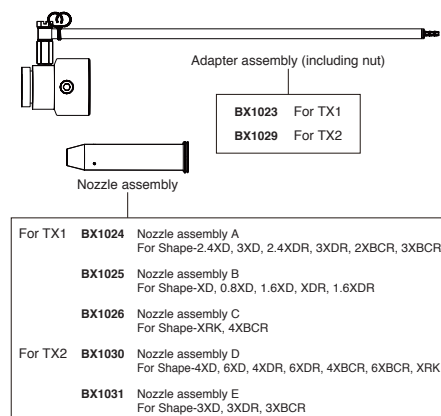 Adapter assembly (including nut)
BX1023 For TX1
BX1029 For TX2
Nozzle assembly
For TX1 BX1024 Nozzle assembly A
For Shape-2.4XD, 3XD, 2.4XDR, 3XDR, 2XBCR, 3XBCR
BX1025 Nozzle assembly B
For Shape-XD, 0.8XD, 1.6XD, XDR, 1.6XDR
BX1026 Nozzle assembly C
For Shape-XRK, 4XBCR
For TX2 BX1030 Nozzle assembly D
For Shape-4XD, 6XD, 4XDR, 6XDR, 4XBCR, 6XBCR, XRK
BX1031 Nozzle assembly E
For Shape-3XD, 3XDR, 3XBCR